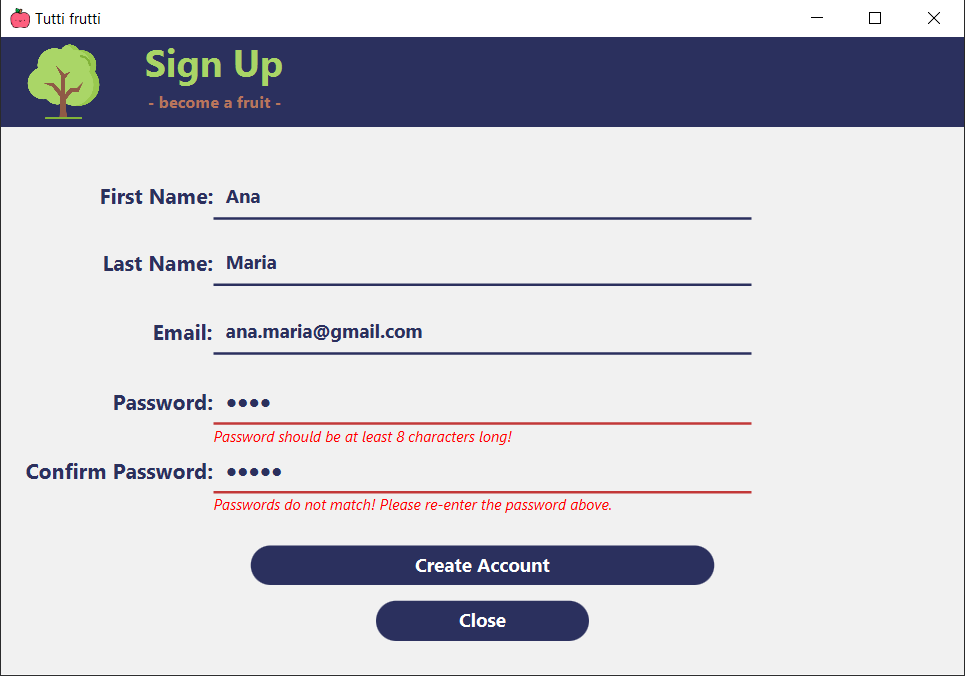 Tutti frutti
Sign Up
- become a fruit -
First Name: Ana
Last Name: Maria
Email: ana.maria@gmail.com
Password: ●●●●
Password should be at least 8 characters long!
Confirm Password: ●●●●●
Passwords do not match! Please re-enter the password above.
Create Account
Close